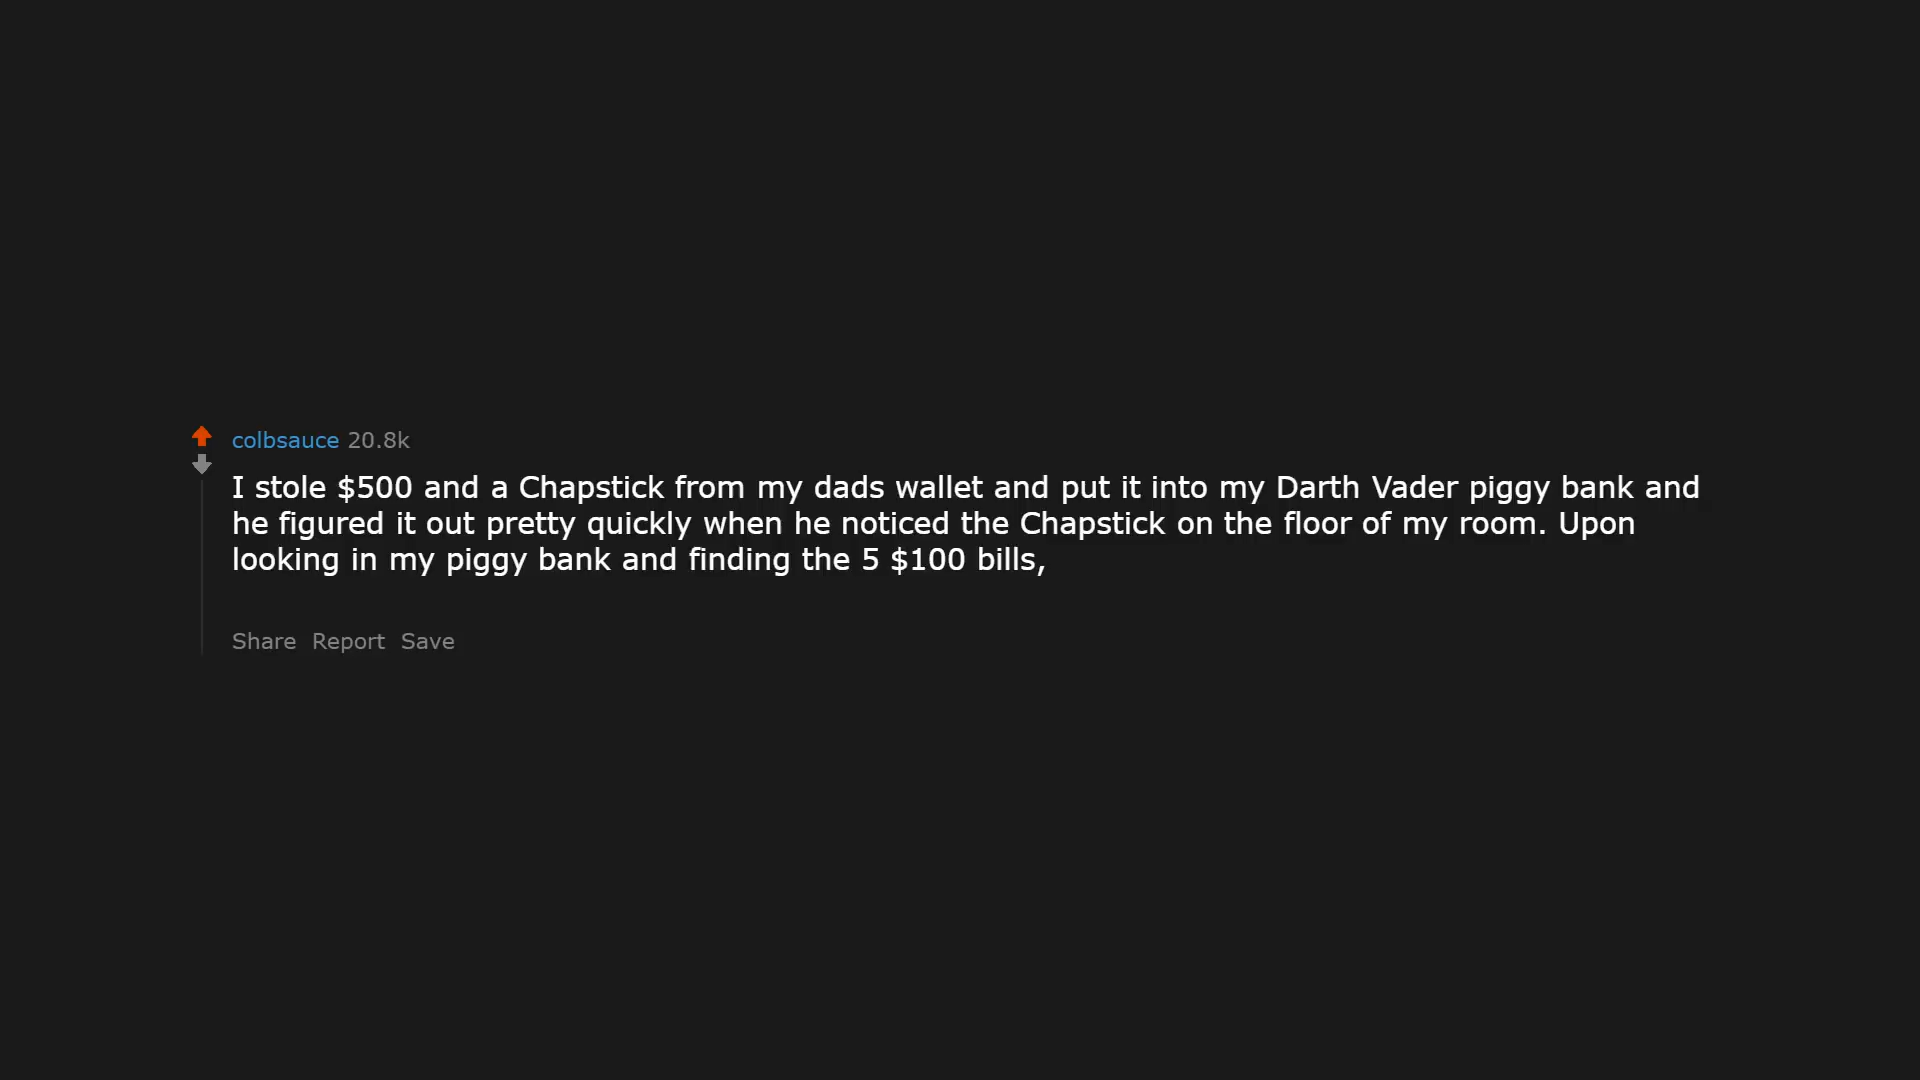 colbsauce 20.8k
I stole $500 and a Chapstick from my dads wallet and put it into my Darth Vader piggy bank and
he figured it out pretty quickly when he noticed the Chapstick on the floor of my room. Upon
looking in my piggy bank and finding the 5 $100 bills,
Share Report Save